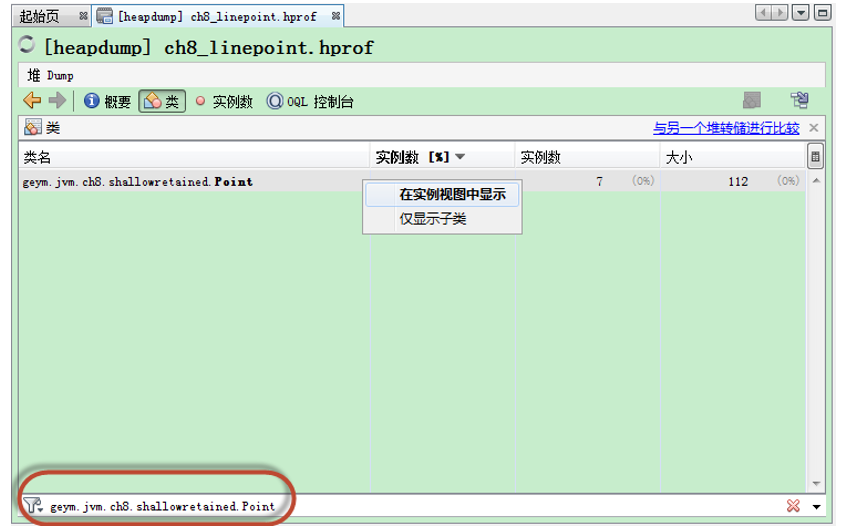 起始页 [heapdump] ch8_linepoint.hprof
[heapdump] ch8_linepoint.hprof
堆 Dump
概要 类 实例数 OQL 控制台
类 与另一个堆转储进行比较
类名 实例数 [%] 实例数 大小
geym.jvm.ch8.shallowretained.Point 7 (0%) 112 (0%)
在实例视图中显示
仅显示子类
geym.jvm.ch8.shallowretained.Point